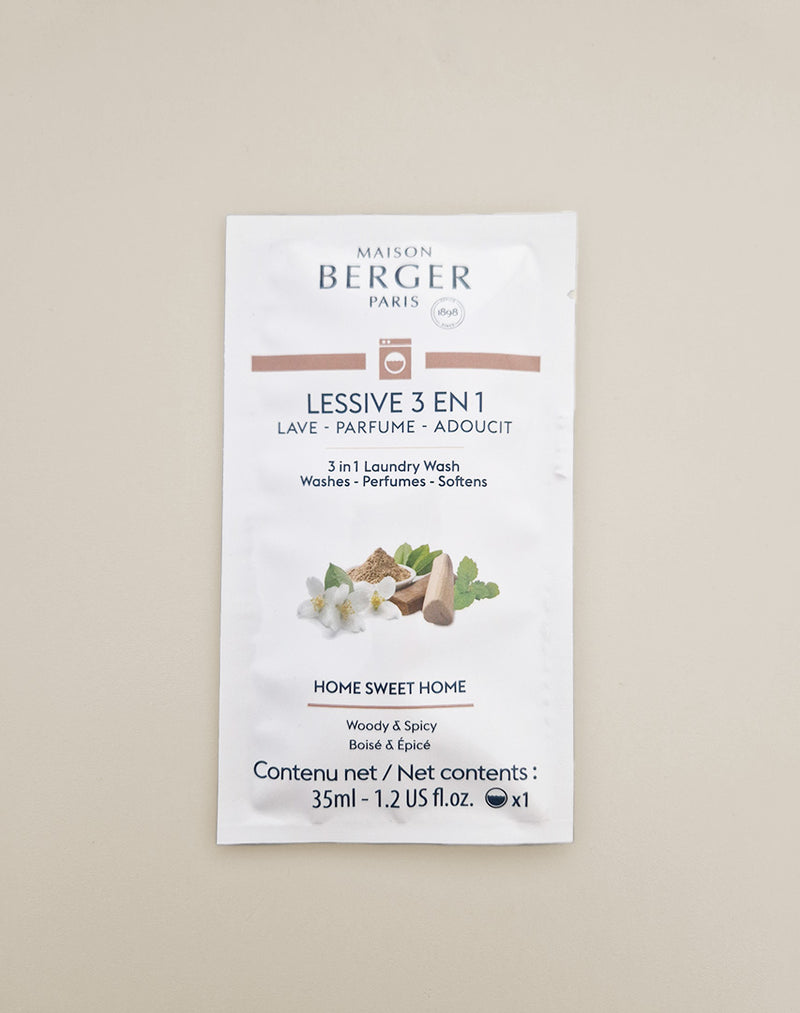 MAISON
BERGER
PARIS
1898
LESSIVE 3 EN 1
LAVE - PARFUME - ADOUCIT
3 in 1 Laundry Wash
Washes - Perfumes - Softens
HOME SWEET HOME
Woody & Spicy
Boisé & Épicé
Contenu net / Net contents :
35ml - 1.2 US fl.oz. x1